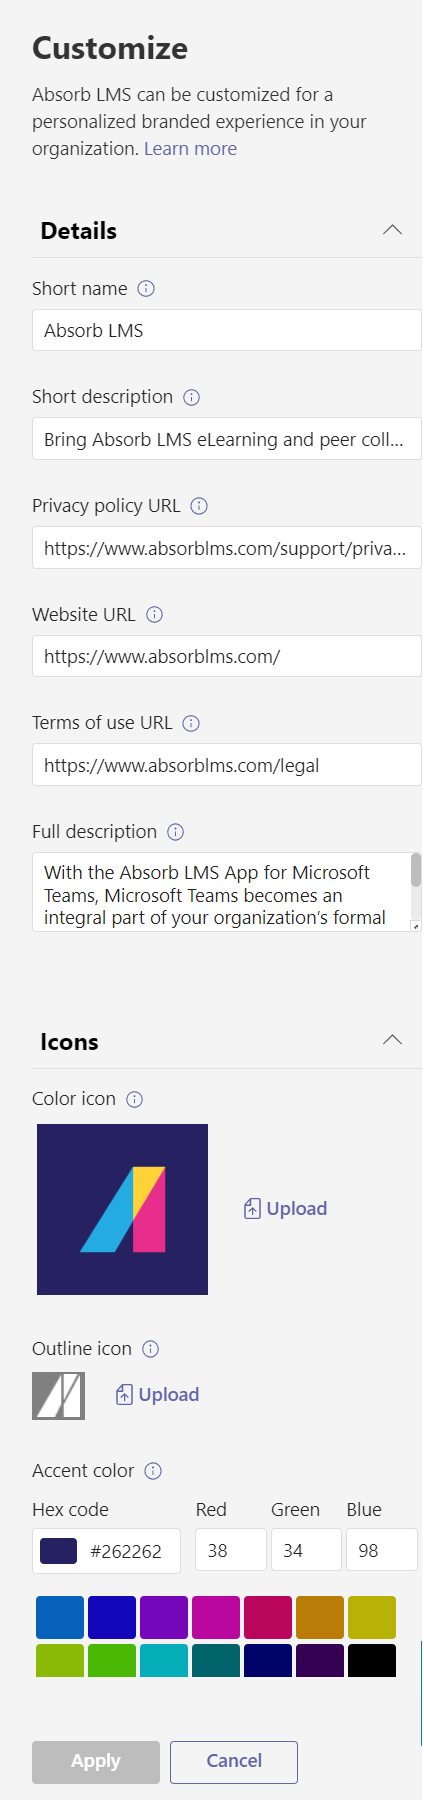 Customize
Absorb LMS can be customized for a
personalized branded experience in your
organization. Learn more
Details
Short name
Absorb LMS
Short description
Bring Absorb LMS eLearning and peer coll...
Privacy policy URL
https://www.absorblms.com/support/priva...
Website URL
https://www.absorblms.com/
Terms of use URL
https://www.absorblms.com/legal
Full description
With the Absorb LMS App for Microsoft
Teams, Microsoft Teams becomes an
integral part of your organization's formal
Icons
Color icon
Upload
Outline icon
Upload
Accent color
Hex code Red Green Blue
#262262 38 34 98
Apply Cancel